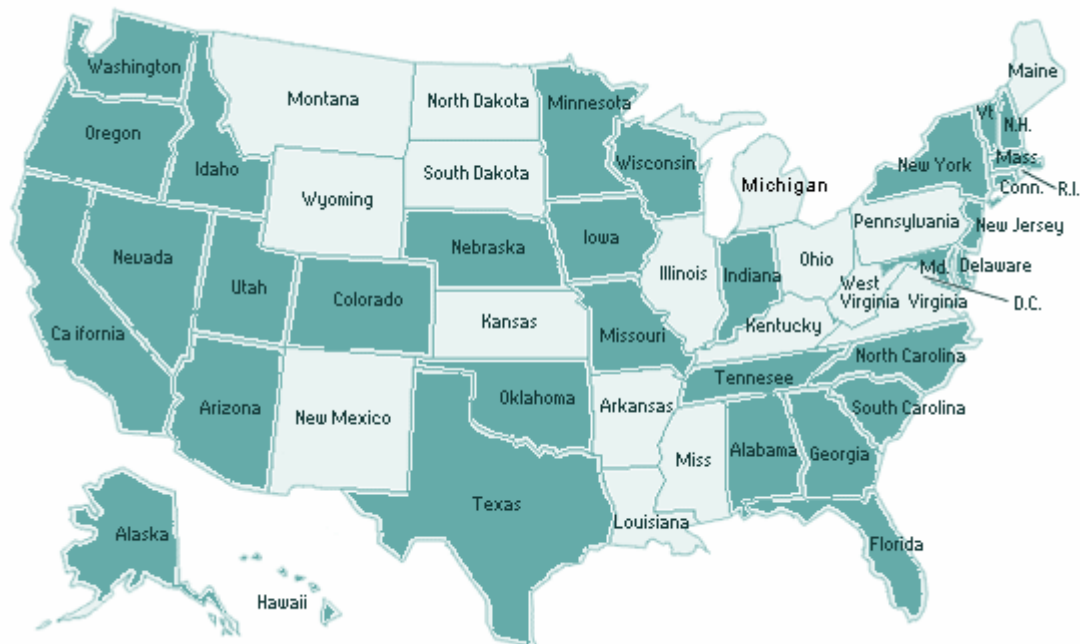 Maine
Washington
Montana
North Dakota
Minnesota
Vt
N.H.
Oregon
Idaho
Wisconsin
New York
Mass.
South Dakota
Michigan
Conn.
R.I.
Wyoming
Pennsylvania
New Jersey
Nebraska
Iowa
Nevada
Illinois
Indiana
Ohio
Md.
Delaware
Utah
Colorado
West
Virginia
Virginia
D.C.
Kansas
Ca ifornia
Missouri
Kentucky
North Carolina
Tennesee
Arizona
Oklahoma
Arkansas
South Carolina
New Mexico
Miss
Alabama
Georgia
Texas
Louisiana
Alaska
Florida
Hawaii